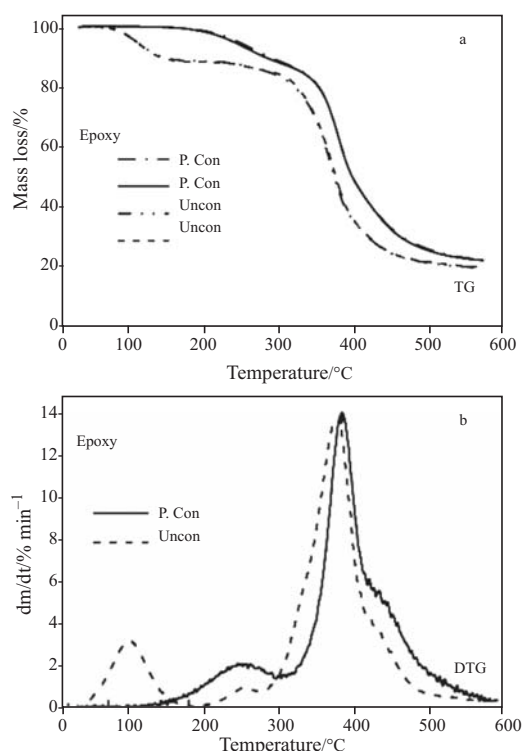 100
a
80
Epoxy
60
P. Con
P. Con
40
Uncon
Uncon
20
TG
0
0 100 200 300 400 500 600
Temperature/°C
Mass loss/%
14
b
Epoxy
12
P. Con
10
Uncon
8
6
4
2
DTG
0
0 100 200 300 400 500 600
Temperature/°C
dm/dt/% min⁻¹